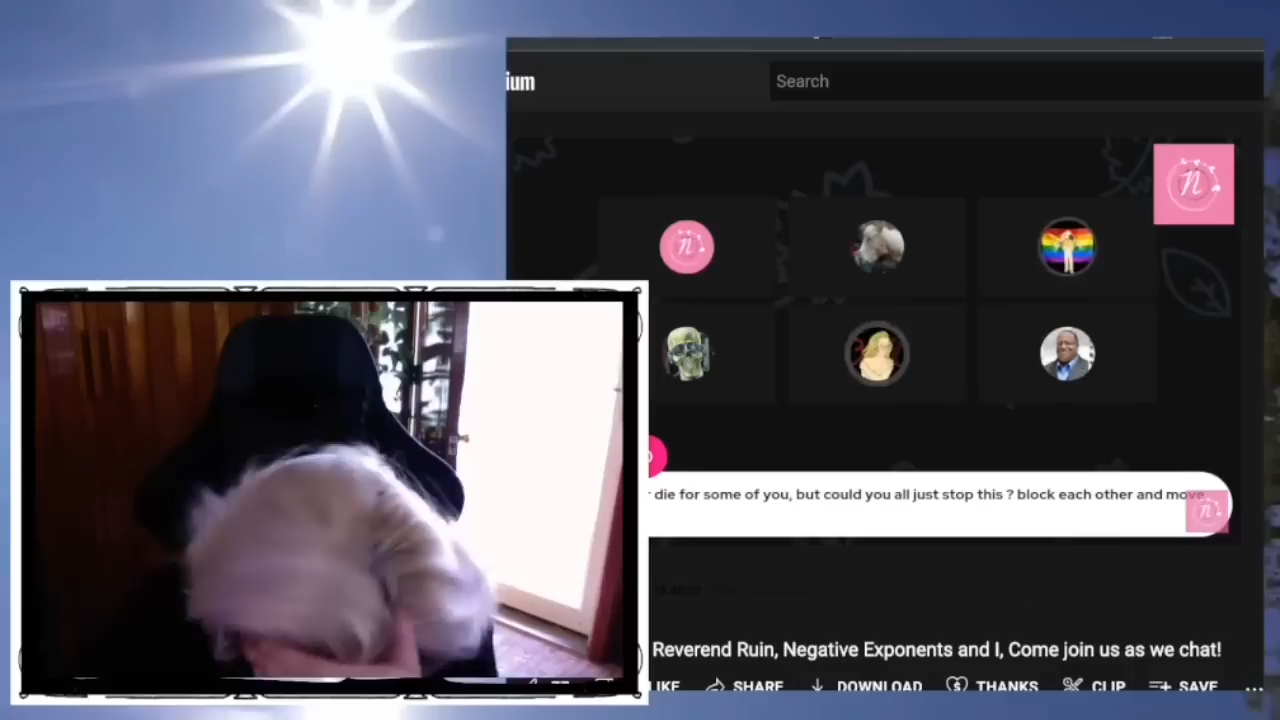 ium
Search
n
n
die for some of you, but could you all just stop this ? block each other and move
n
Reverend Ruin, Negative Exponents and I, Come join us as we chat!
LIKE SHARE DOWNLOAD THANKS CLIP SAVE ...